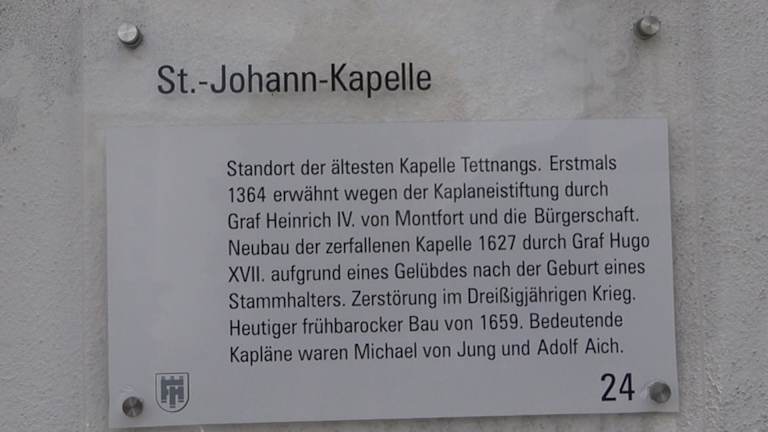 St.-Johann-Kapelle
Standort der ältesten Kapelle Tettnangs. Erstmals
1364 erwähnt wegen der Kaplaneistiftung durch
Graf Heinrich IV. von Montfort und die Bürgerschaft.
Neubau der zerfallenen Kapelle 1627 durch Graf Hugo
XVII. aufgrund eines Gelübdes nach der Geburt eines
Stammhalters. Zerstörung im Dreißigjährigen Krieg.
Heutiger frühbarocker Bau von 1659. Bedeutende
Kapläne waren Michael von Jung und Adolf Aich.
24